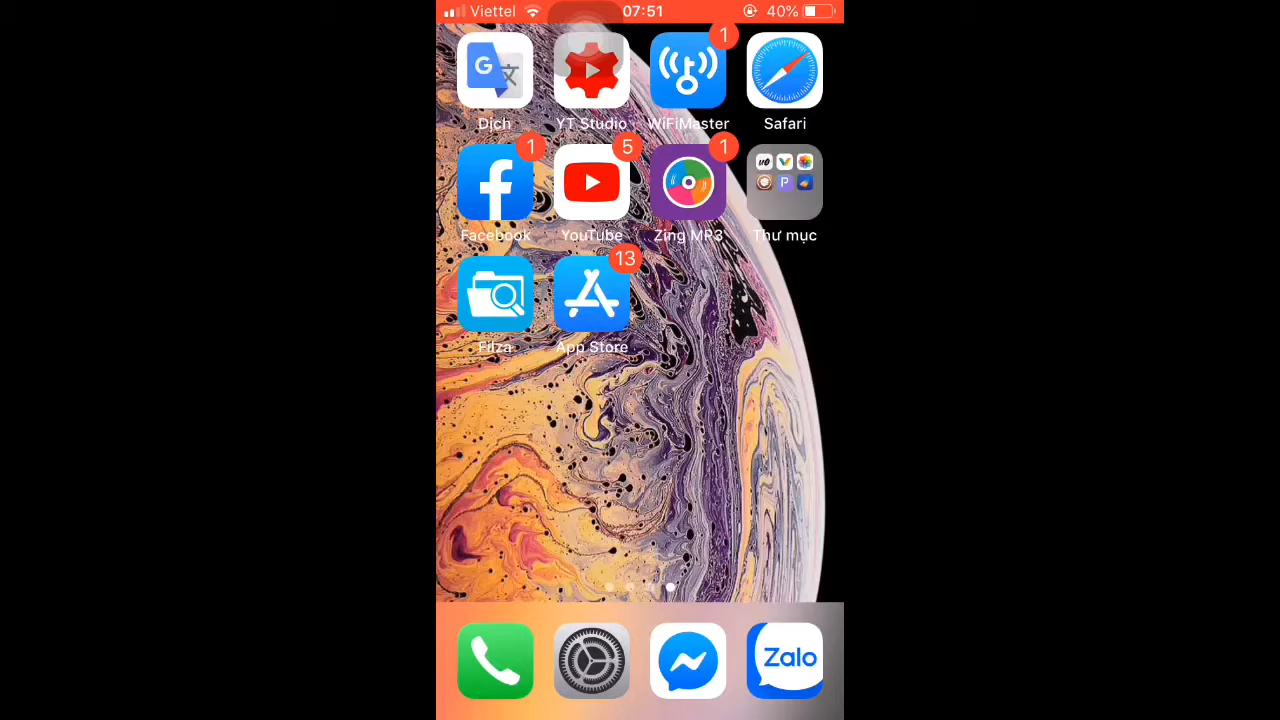 Viettel 07:51 40%
1
Dịch YT Studio WiFiMaster Safari
1 5 1
Facebook YouTube Zing MP3 Thư mục
13
Filza App Store
Zalo